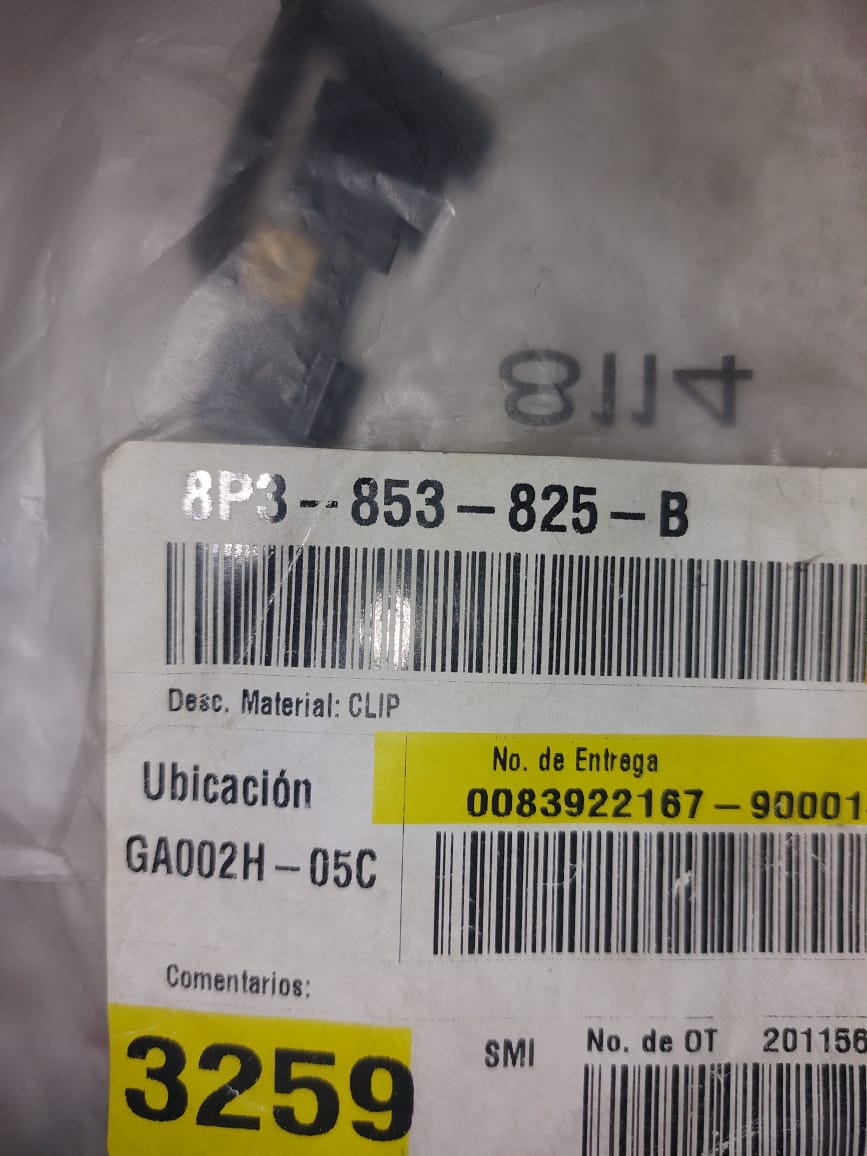 8114
8P3-853-825-B
Desc. Material: CLIP
No. de Entrega
0083922167-90001
Ubicación
GA002H-05C
Comentarios:
3259
SMI
No. de OT 201156